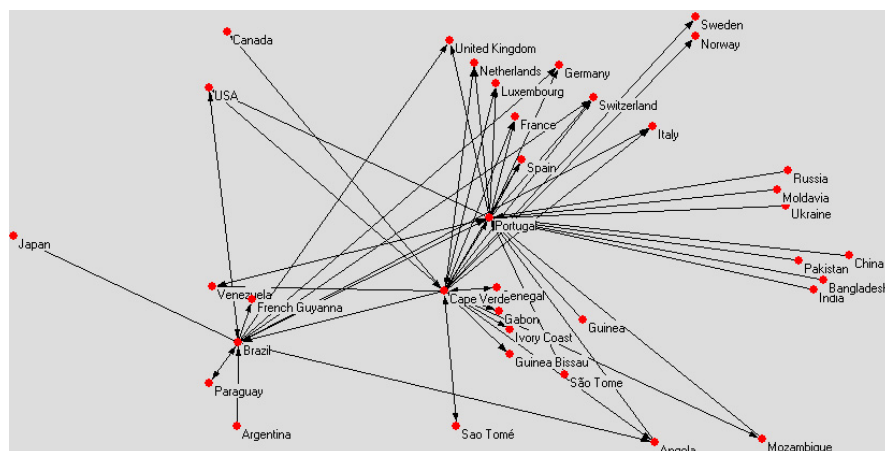 Sweden
Canada
Norway
United Kingdom
Netherlands
Germany
Luxembourg
USA
Switzerland
France
Italy
Spain
Russia
Moldavia
Ukraine
Portugal
Japan
China
Pakistan
Bangladesh
India
Venezuela
Cape Verde
enegal
French Guyanna
Gabon
Guinea
Ivory Coast
Brazil
Guinea Bissau
São Tome
Paraguay
Argentina
Sao Tomé
Mozambique
Angola